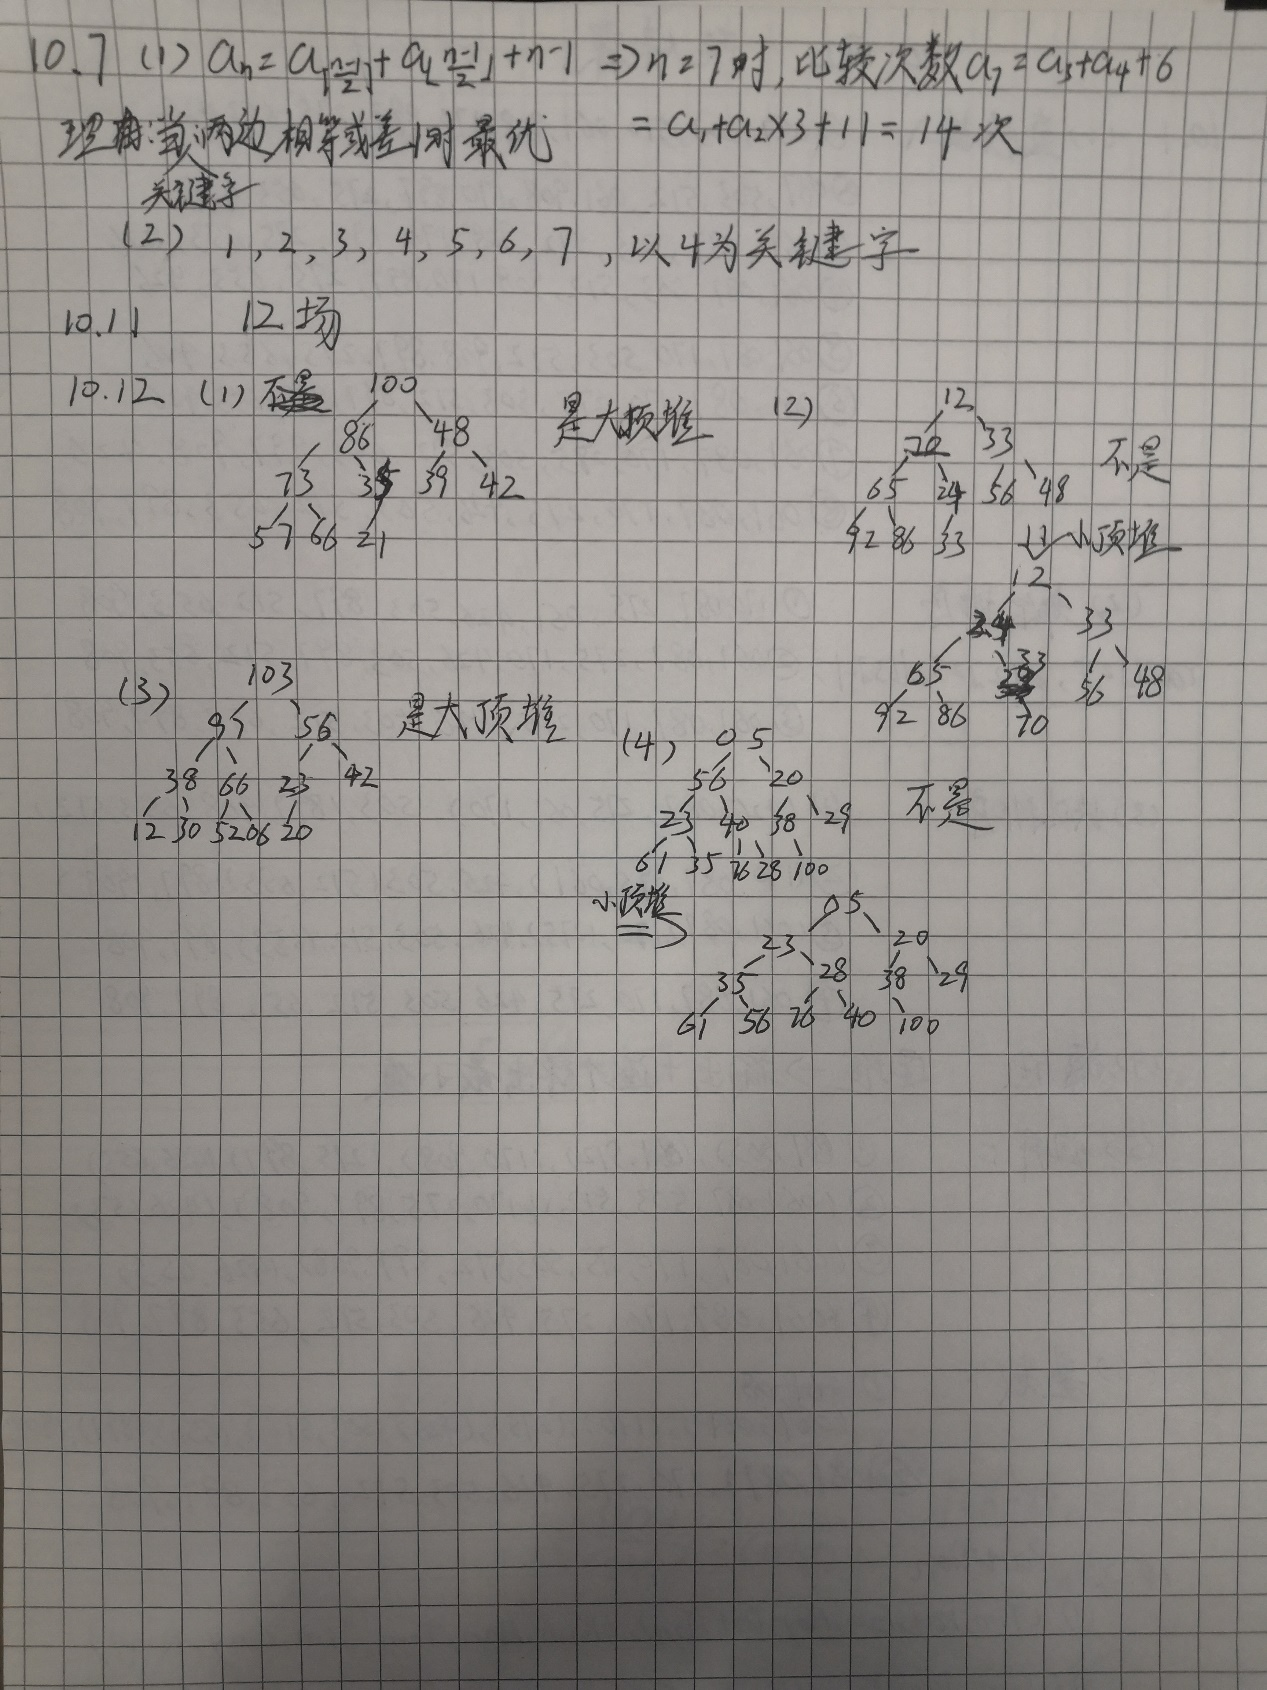 10.7 (1) aₙ = a⌈(n-1)/2⌉ + a⌊(n-1)/2⌋ + n-1 ⇒ n=7时, 比较次数 a₇ = a₃+a₄+6
= a₁+a₂×3+11 = 14次
理由:当两边相等或差1时最优
关键字
(2) 1, 2, 3, 4, 5, 6, 7, 以4为关键字
10.11 12场
10.12 (1) 100
86 48
73 35 39 42
57 66 21
是大顶堆
(2) 12
70 33
65 24 56 48
92 86 33
不是
小顶堆
12
24 33
65 33 56 48
92 86 70
(3) 103
97 56
38 66 23 42
12 30 52 06 20
是大顶堆
(4) 05
56 20
23 40 38 29
61 35 76 28 100
不是
小顶堆
05
23 20
35 28 38 29
61 56 76 40 100